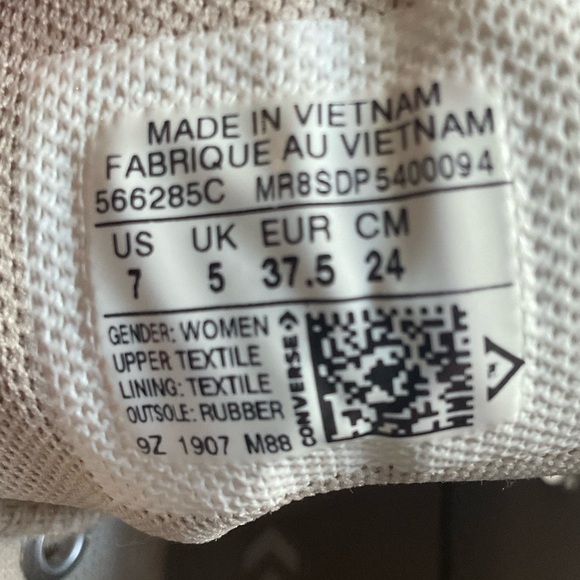 MADE IN VIETNAM
FABRIQUE AU VIETNAM
566285C MR8SDP5400094
US UK EUR CM
7 5 37.5 24
GENDER: WOMEN
UPPER TEXTILE
LINING: TEXTILE
OUTSOLE: RUBBER
9Z 1907 M88
CONVERSE